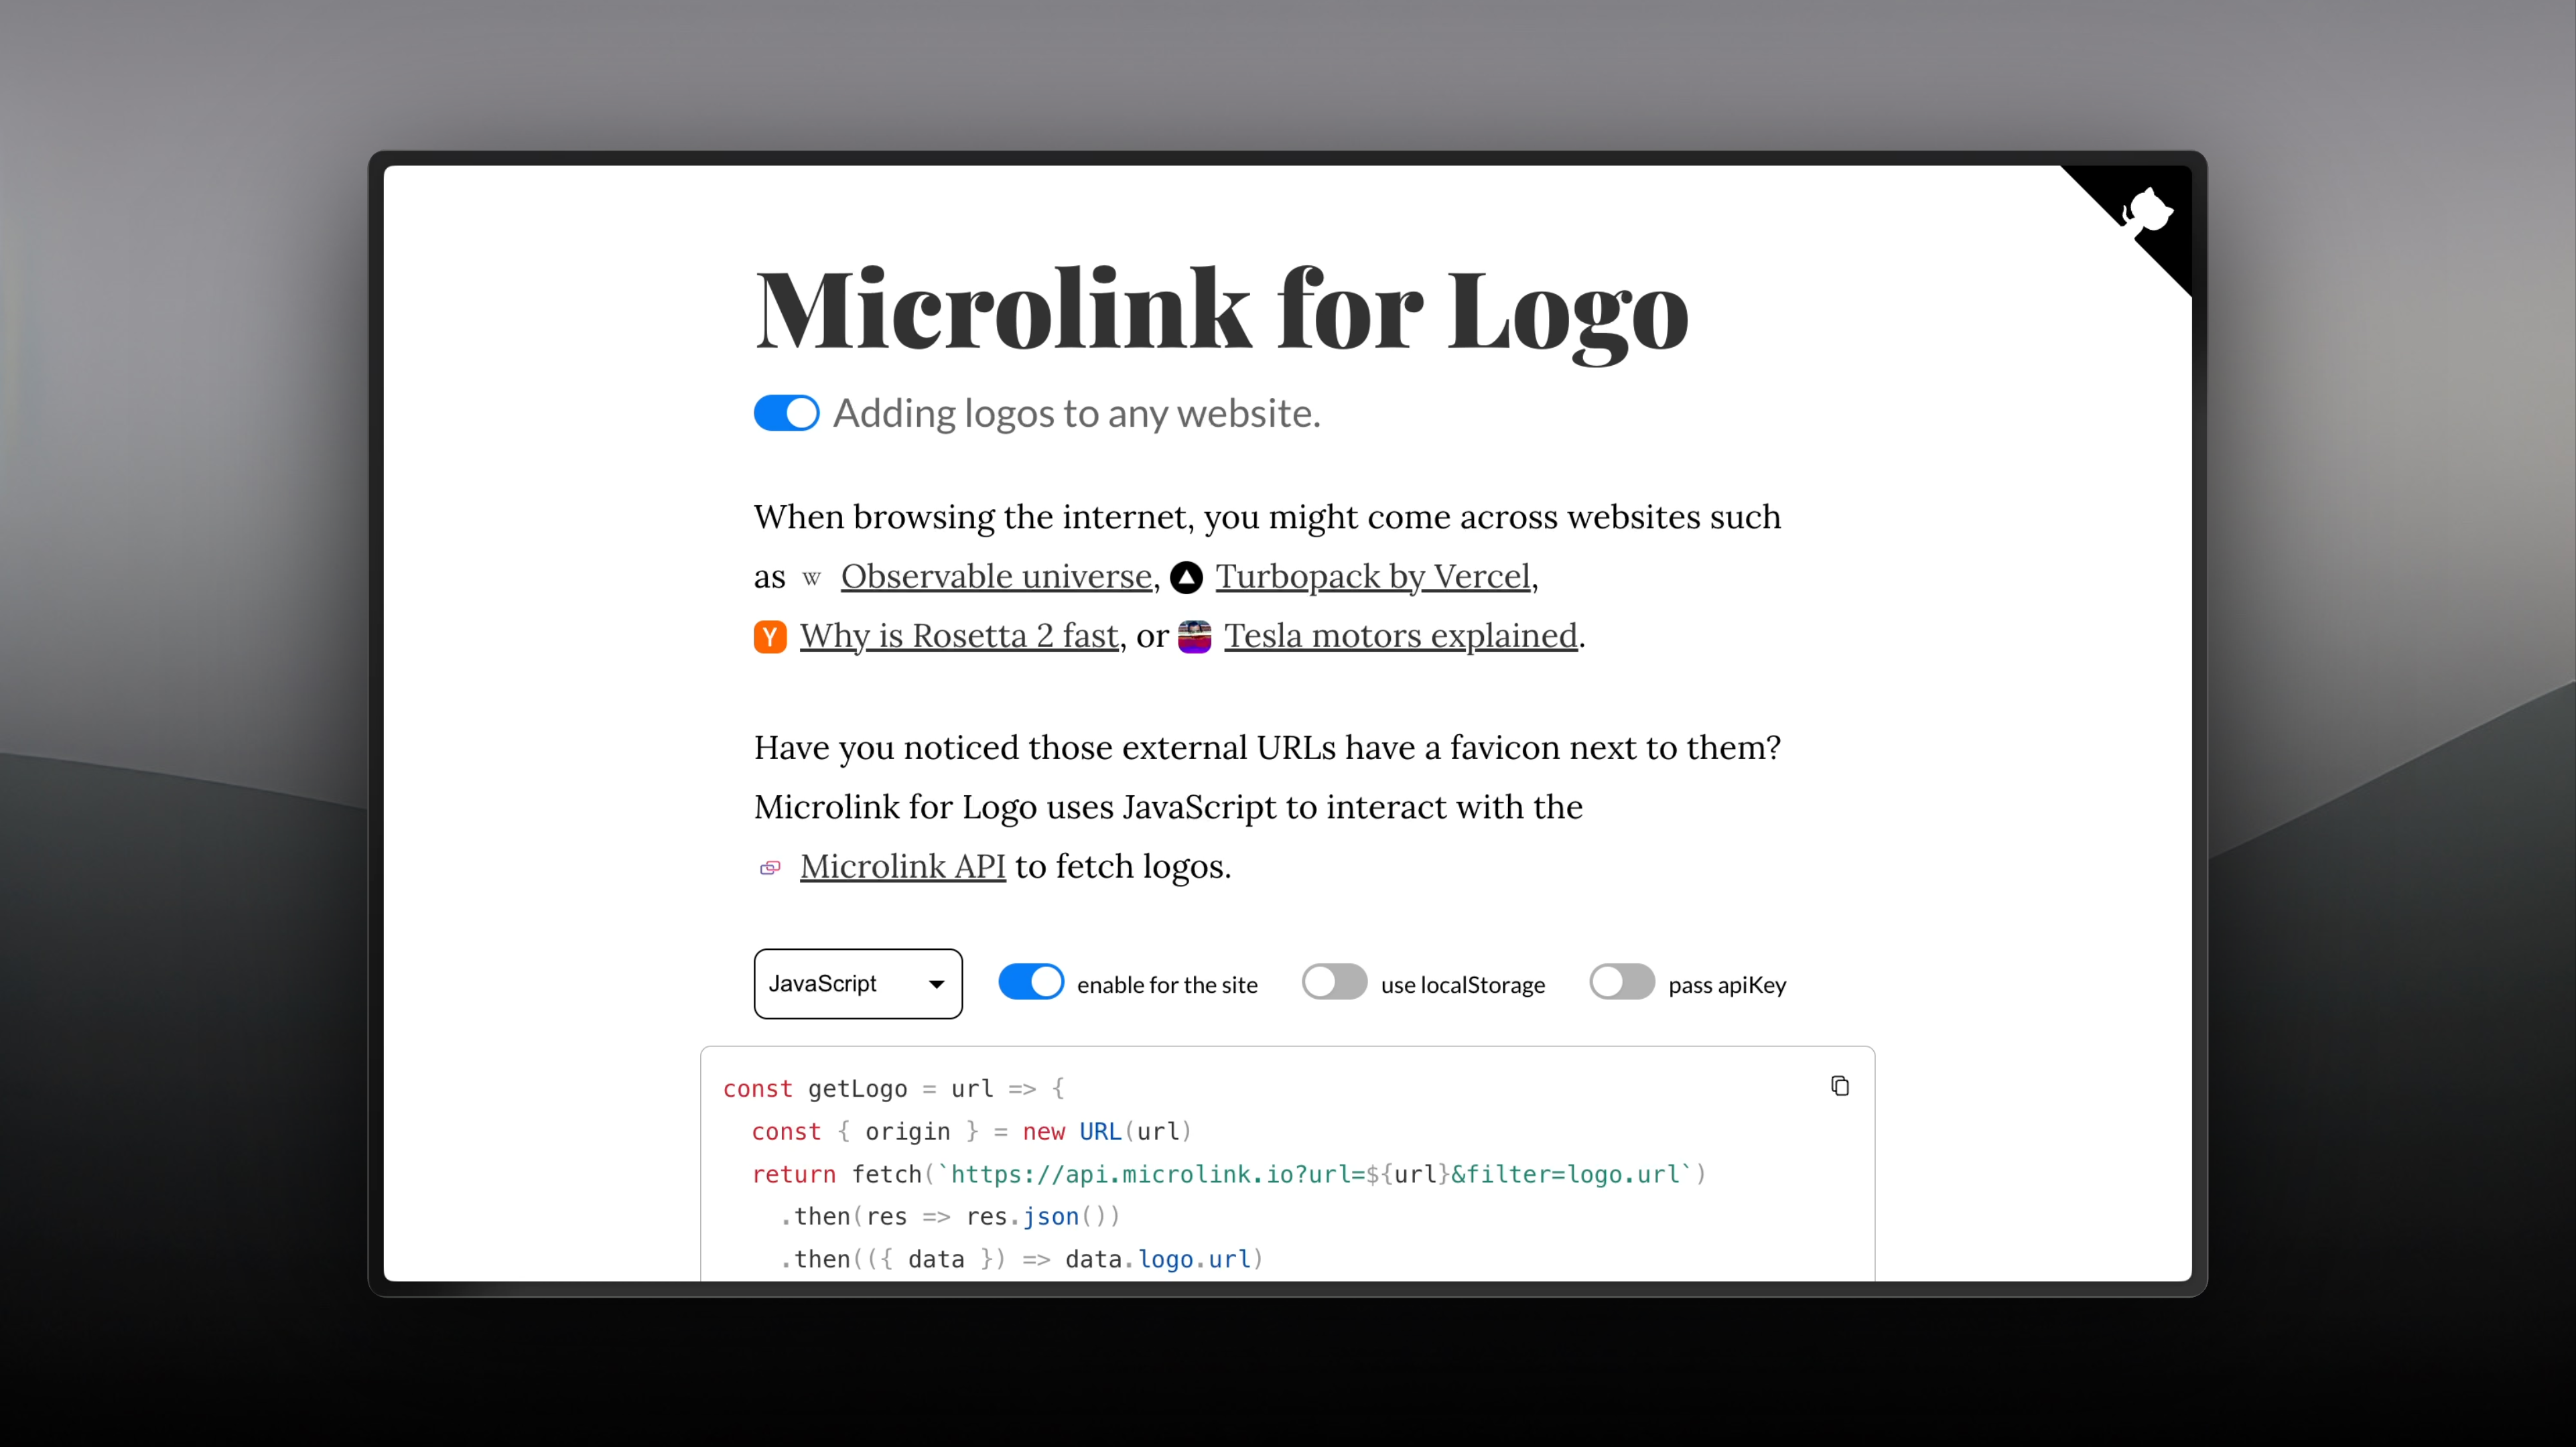 Microlink for Logo
Adding logos to any website.
When browsing the internet, you might come across websites such
as W Observable universe, Turbopack by Vercel,
Y Why is Rosetta 2 fast, or Tesla motors explained.
Have you noticed those external URLs have a favicon next to them?
Microlink for Logo uses JavaScript to interact with the
Microlink API to fetch logos.
JavaScript enable for the site use localStorage pass apiKey
const getLogo = url => {
const { origin } = new URL(url)
return fetch(`https://api.microlink.io?url=${url}&filter=logo.url`)
.then(res => res.json())
.then(({ data }) => data.logo.url)